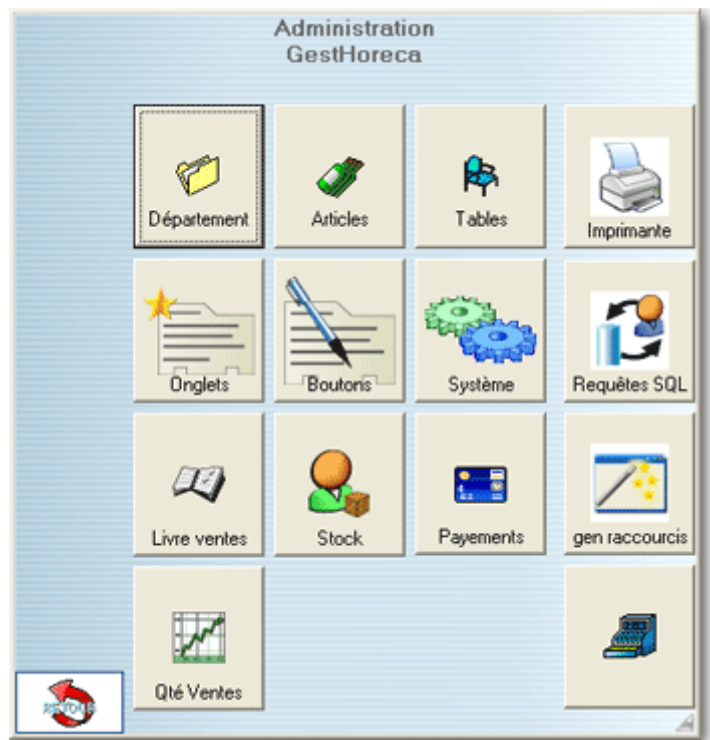 Administration
GestHoreca
Département
Articles
Tables
Imprimante
Onglets
Boutons
Système
Requêtes SQL
Livre ventes
Stock
Payements
gen raccourcis
Qté Ventes
RETOUR